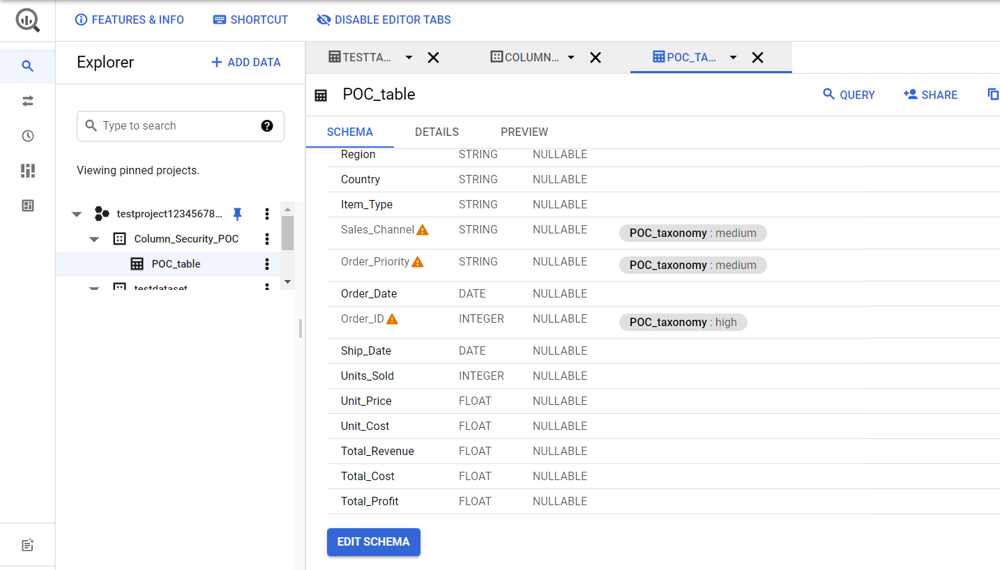 FEATURES & INFO SHORTCUT DISABLE EDITOR TABS
Explorer
ADD DATA
Type to search
Viewing pinned projects.
testproject12345678...
Column_Security_POC
POC_table
testdataset
TESTTA... COLUMN... POC_TA...
POC_table
QUERY SHARE
SCHEMA DETAILS PREVIEW
Region STRING NULLABLE
Country STRING NULLABLE
Item_Type STRING NULLABLE
Sales_Channel STRING NULLABLE POC_taxonomy : medium
Order_Priority STRING NULLABLE POC_taxonomy : medium
Order_Date DATE NULLABLE
Order_ID INTEGER NULLABLE POC_taxonomy : high
Ship_Date DATE NULLABLE
Units_Sold INTEGER NULLABLE
Unit_Price FLOAT NULLABLE
Unit_Cost FLOAT NULLABLE
Total_Revenue FLOAT NULLABLE
Total_Cost FLOAT NULLABLE
Total_Profit FLOAT NULLABLE
EDIT SCHEMA